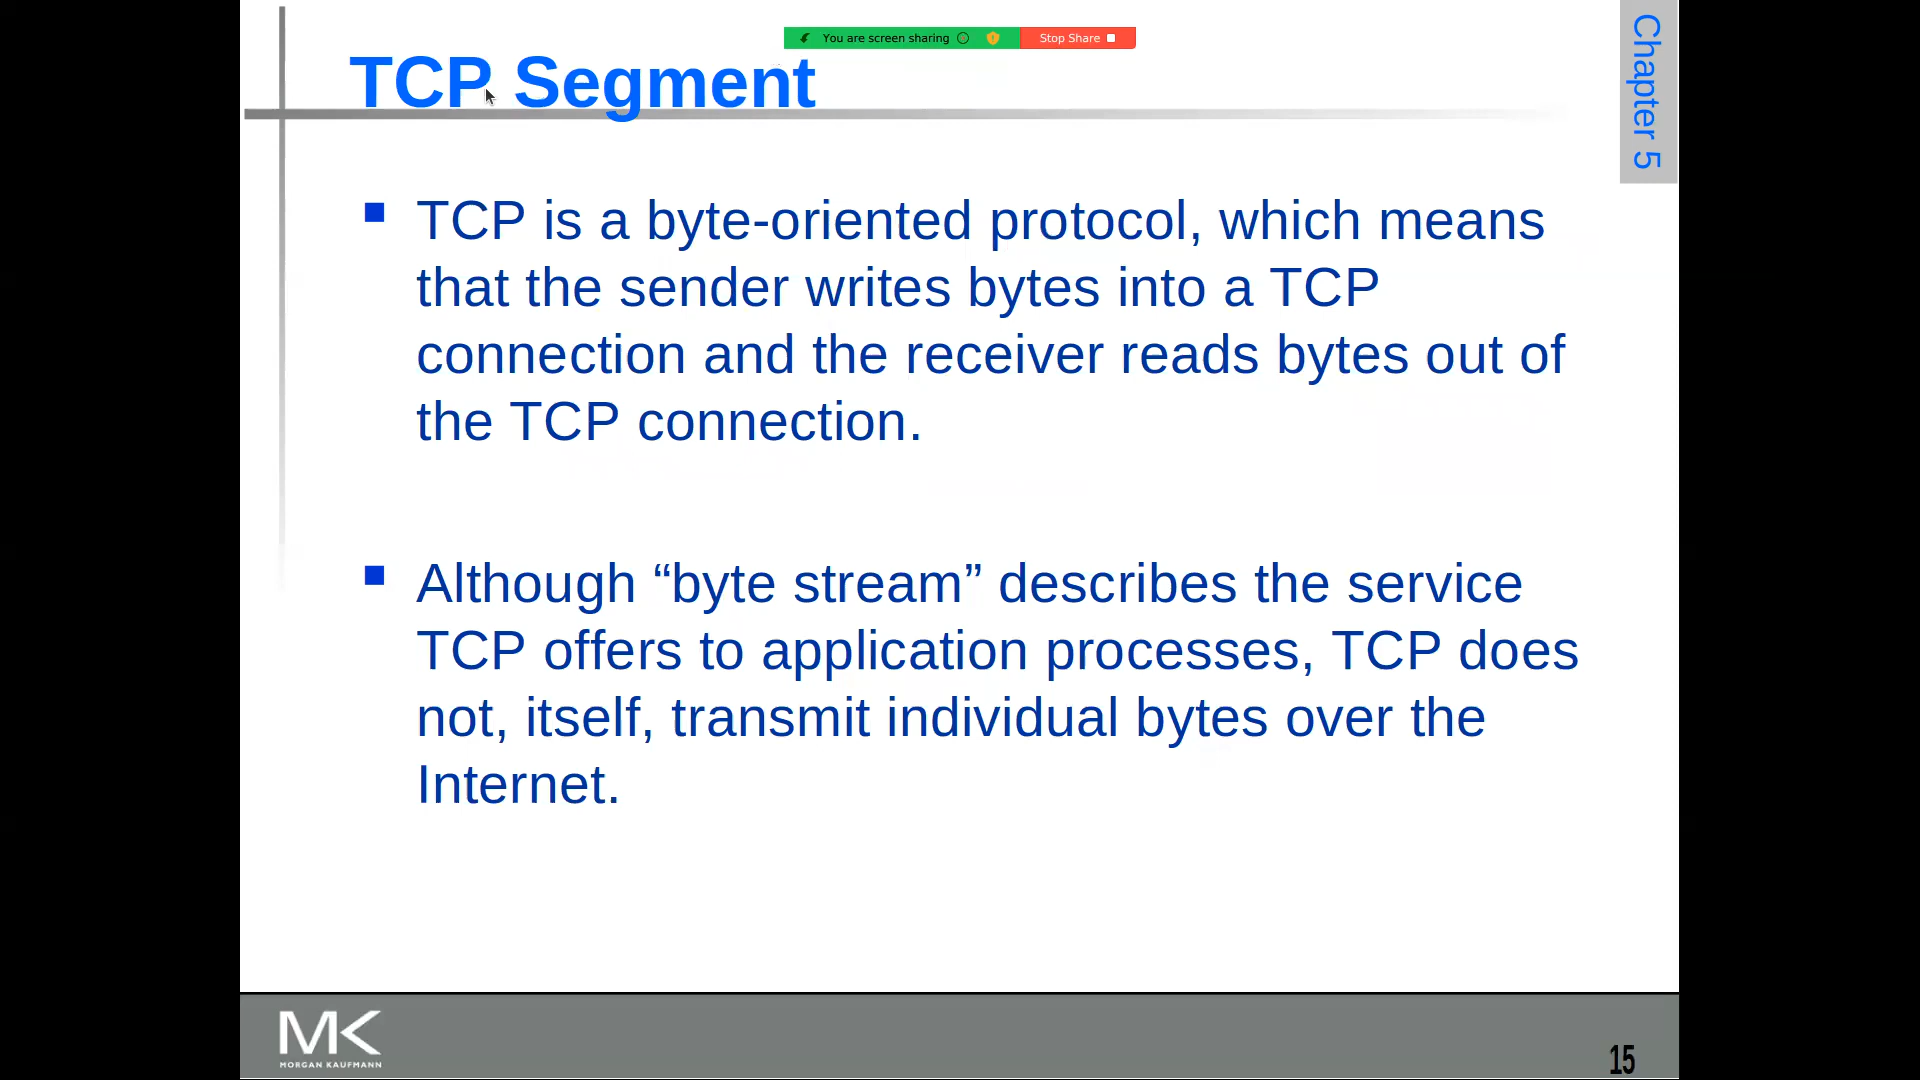 You are screen sharing
Stop Share
TCP Segment
Chapter 5
TCP is a byte-oriented protocol, which means
that the sender writes bytes into a TCP
connection and the receiver reads bytes out of
the TCP connection.
Although “byte stream” describes the service
TCP offers to application processes, TCP does
not, itself, transmit individual bytes over the
Internet.
MK
MORGAN KAUFMANN
15